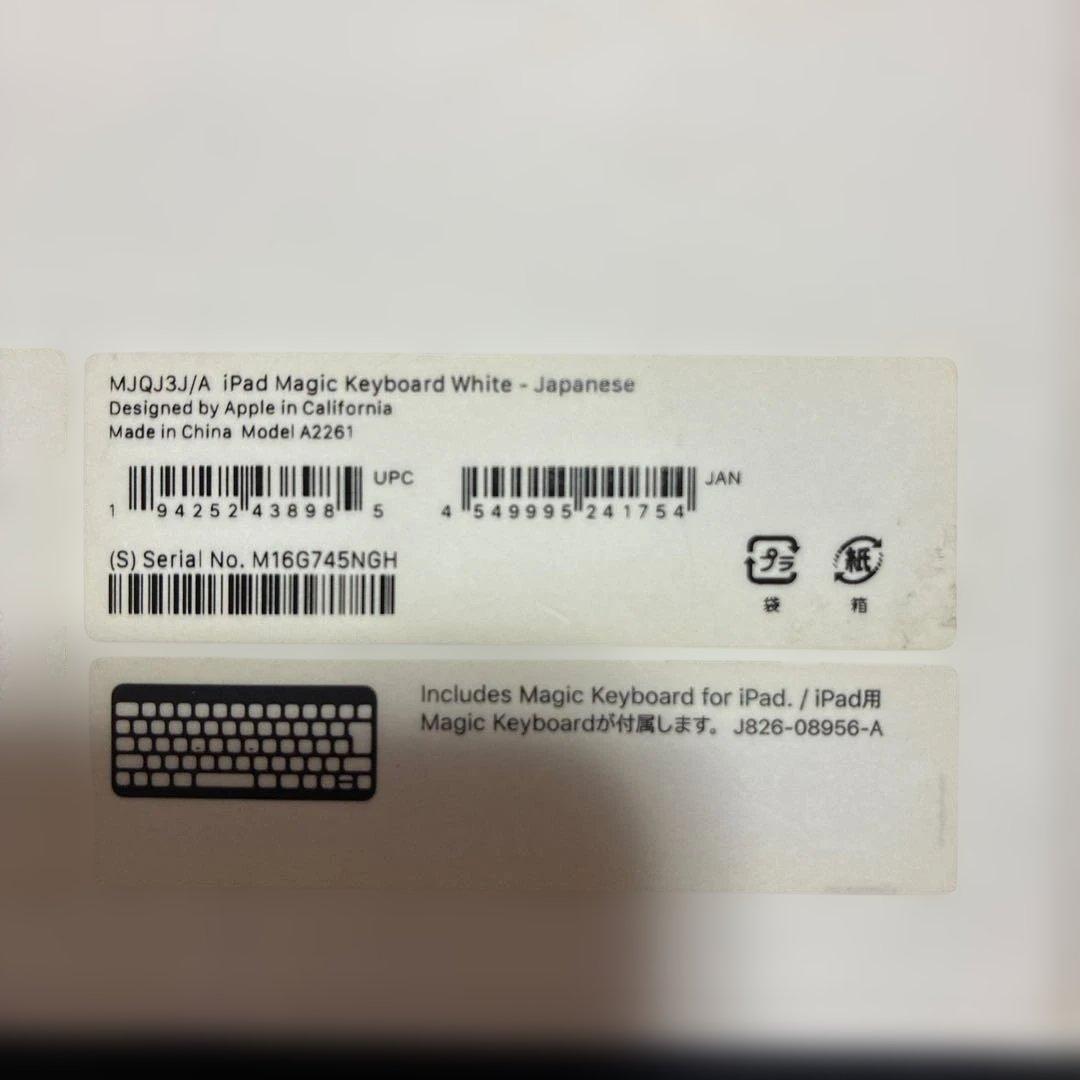 MJQJ3J/A iPad Magic Keyboard White - Japanese
Designed by Apple in California
Made in China Model A2261
UPC
1 94252 43898 5
JAN
4 549995 241754
(S) Serial No. M16G745NGH
プラ
紙
袋
箱
Includes Magic Keyboard for iPad. / iPad用
Magic Keyboardが付属します。 J826-08956-A